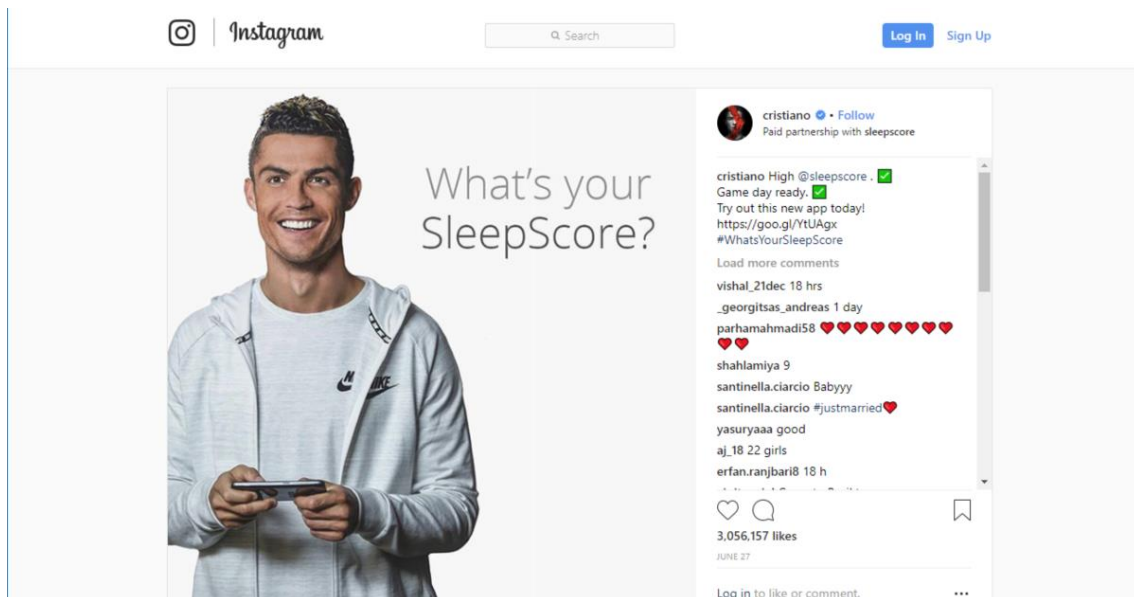 Instagram
Search
Log In
Sign Up
What's your
SleepScore?
NIKE
cristiano • Follow
Paid partnership with sleepscore
cristiano High @sleepscore .
Game day ready.
Try out this new app today!
https://goo.gl/YtUAgx
#WhatsYourSleepScore
Load more comments
vishal_21dec 18 hrs
_georgitsas_andreas 1 day
parhamahmadi58
shahlamiya 9
santinella.ciarcio Babyyy
santinella.ciarcio #justmarried
yasuryaaa good
aj_18 22 girls
erfan.ranjbari8 18 h
3,056,157 likes
JUNE 27
Log in to like or comment.